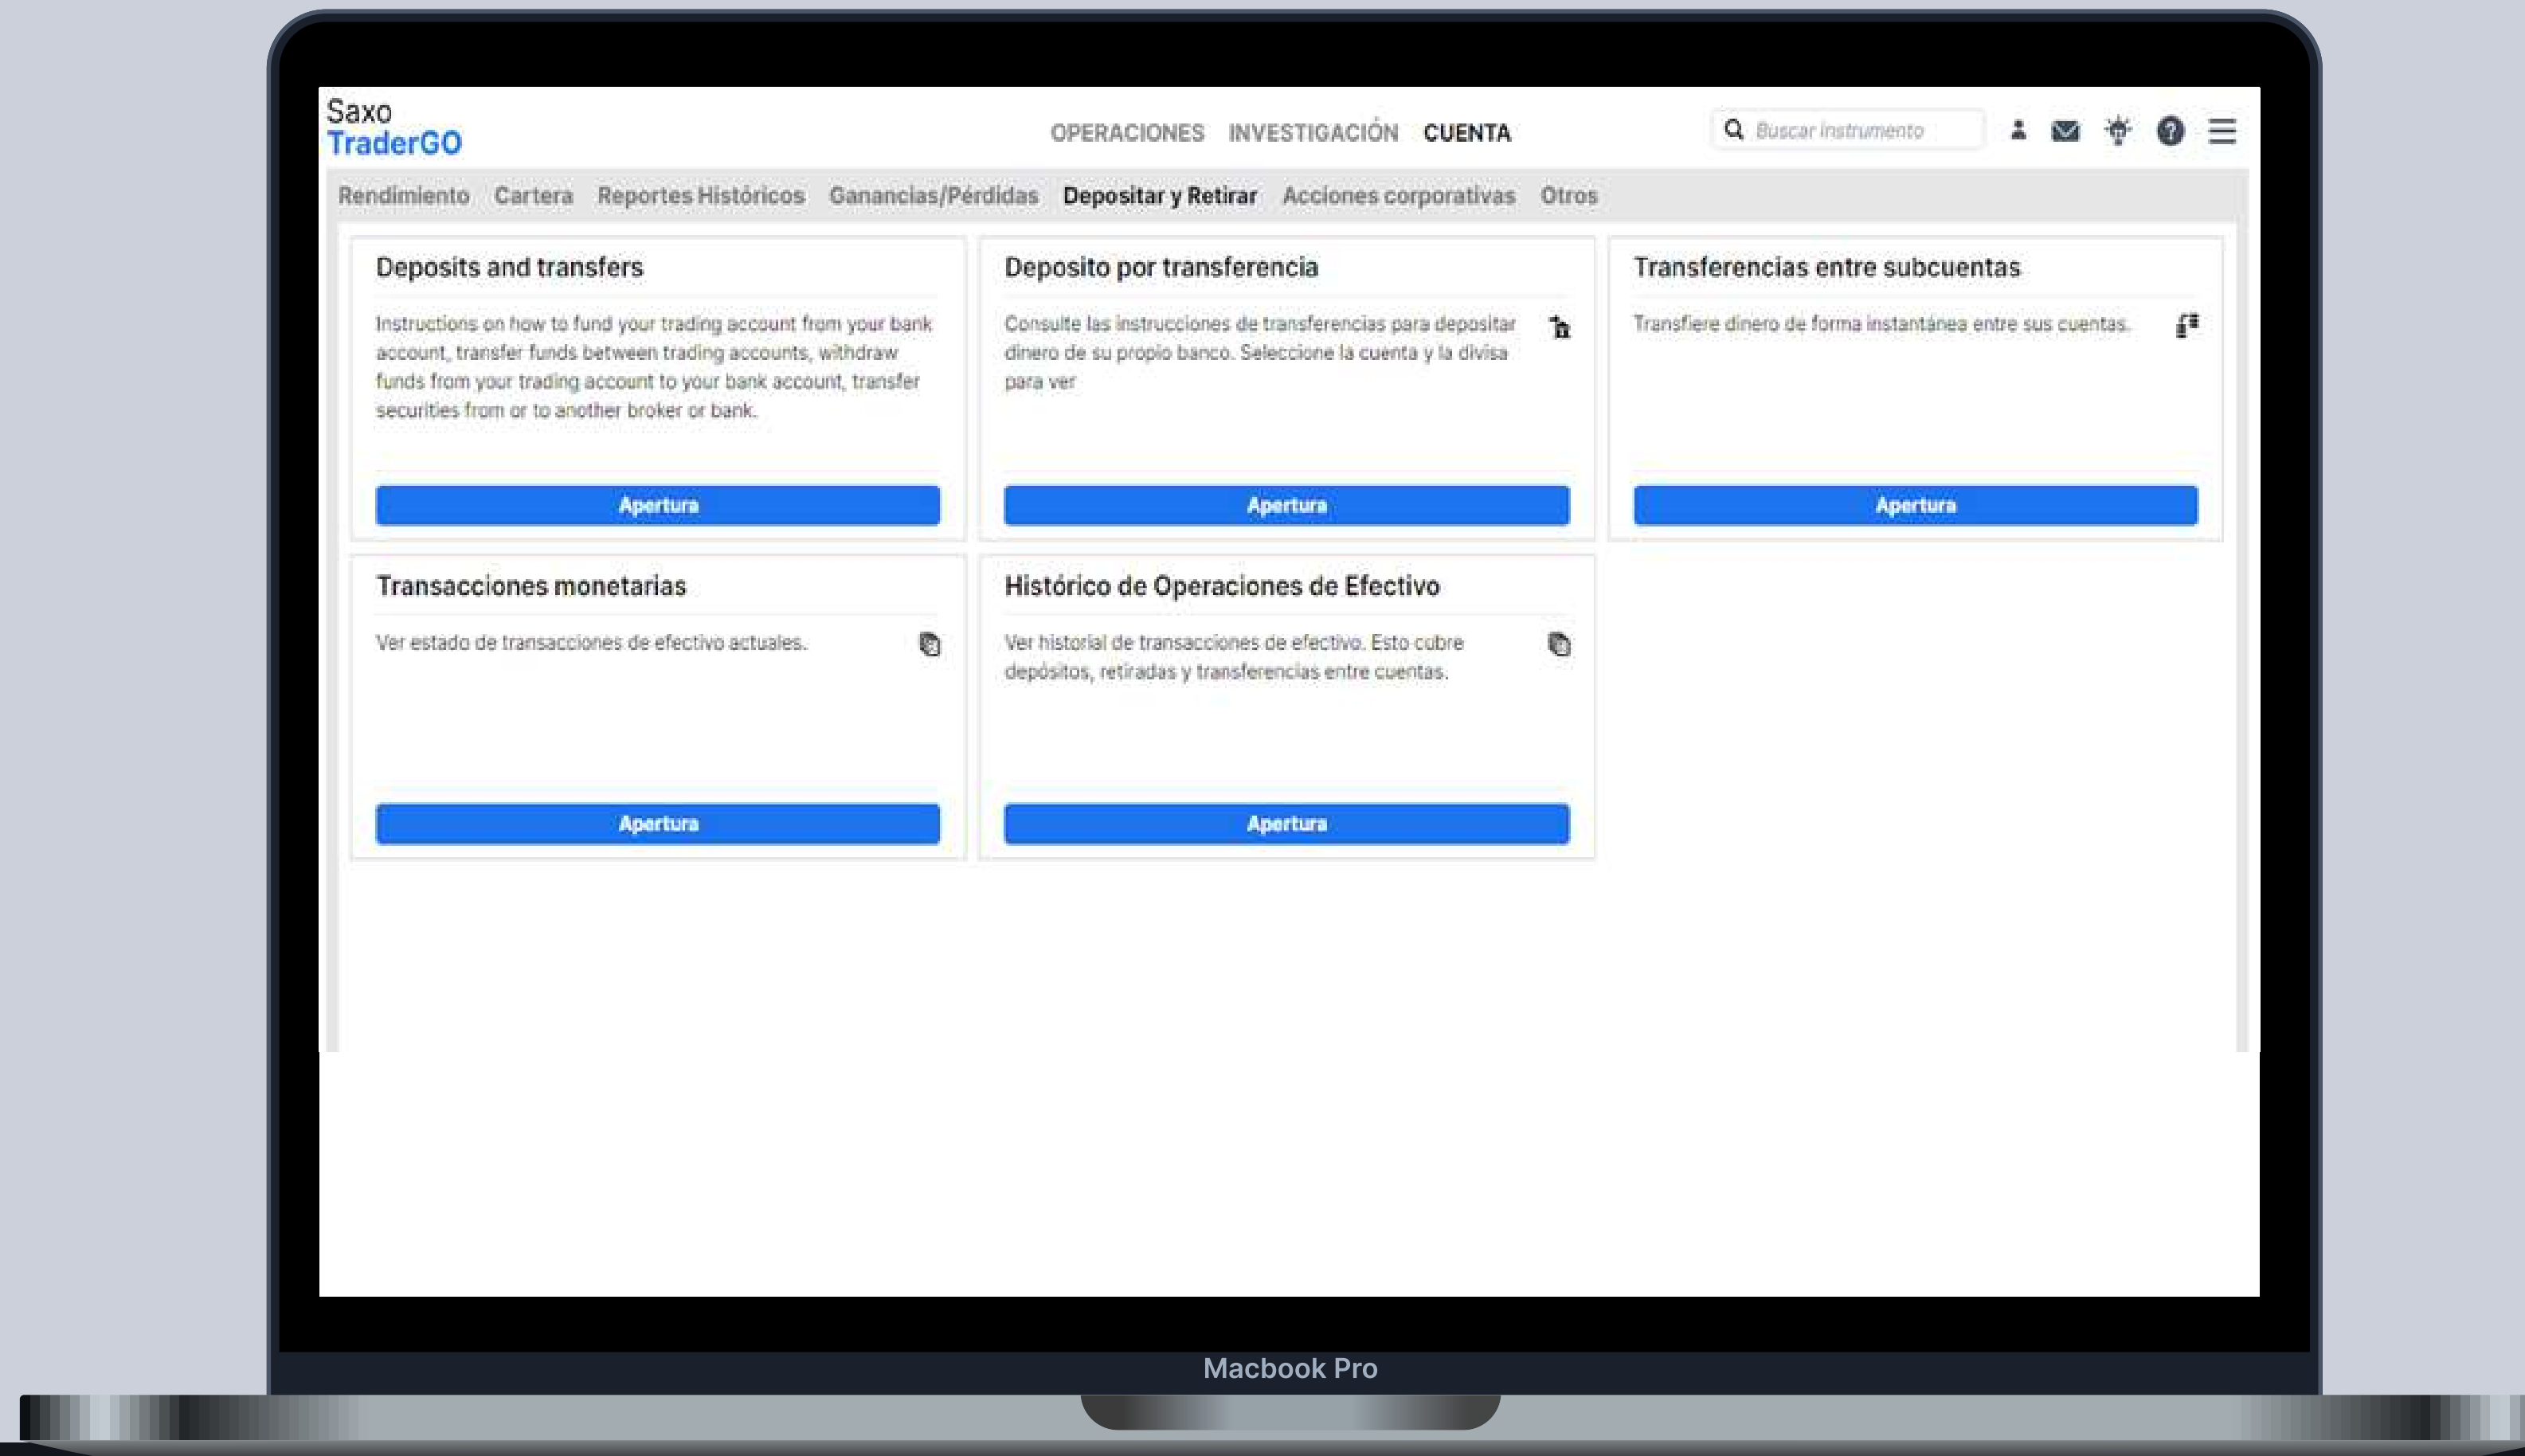 Saxo
TraderGO
OPERACIONES INVESTIGACIÓN CUENTA
Buscar instrumento
Rendimiento Cartera Reportes Históricos Ganancias/Pérdidas Depositar y Retirar Acciones corporativas Otros
Deposits and transfers
Instructions on how to fund your trading account from your bank
account, transfer funds between trading accounts, withdraw
funds from your trading account to your bank account, transfer
securities from or to another broker or bank.
Apertura
Deposito por transferencia
Consulte las instrucciones de transferencias para depositar
dinero de su propio banco. Seleccione la cuenta y la divisa
para ver
Apertura
Transferencias entre subcuentas
Transfiere dinero de forma instantánea entre sus cuentas.
Apertura
Transacciones monetarias
Ver estado de transacciones de efectivo actuales.
Apertura
Histórico de Operaciones de Efectivo
Ver historial de transacciones de efectivo. Esto cubre
depósitos, retiradas y transferencias entre cuentas.
Apertura
Macbook Pro